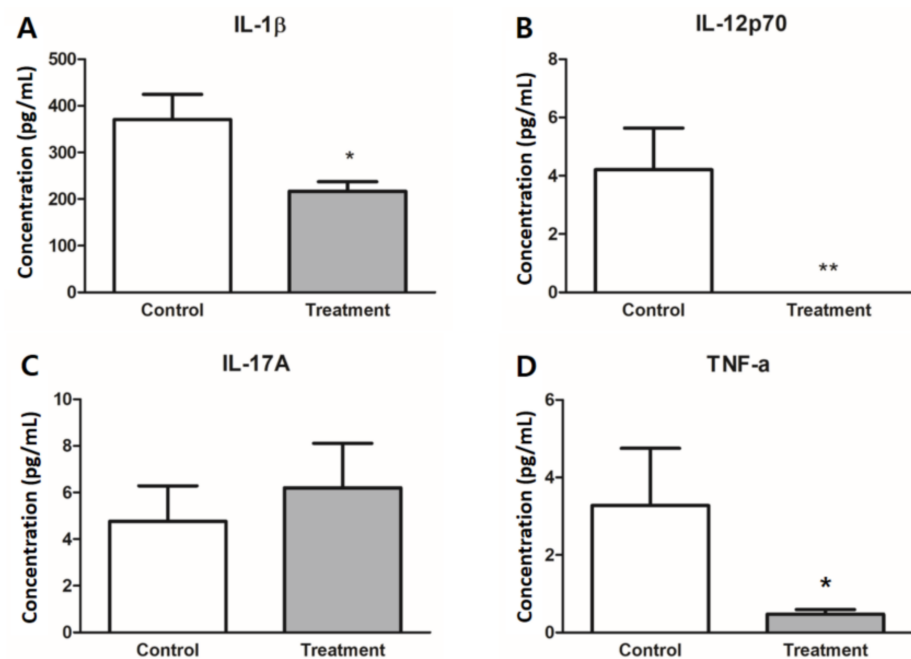 A
IL-1β
Concentration (pg/mL)
500
400
300
200
100
0
*
Control Treatment
B
IL-12p70
Concentration (pg/mL)
8
6
4
2
0
**
Control Treatment
C
IL-17A
Concentration (pg/mL)
10
8
6
4
2
0
Control Treatment
D
TNF-a
Concentration (pg/mL)
6
4
2
0
*
Control Treatment